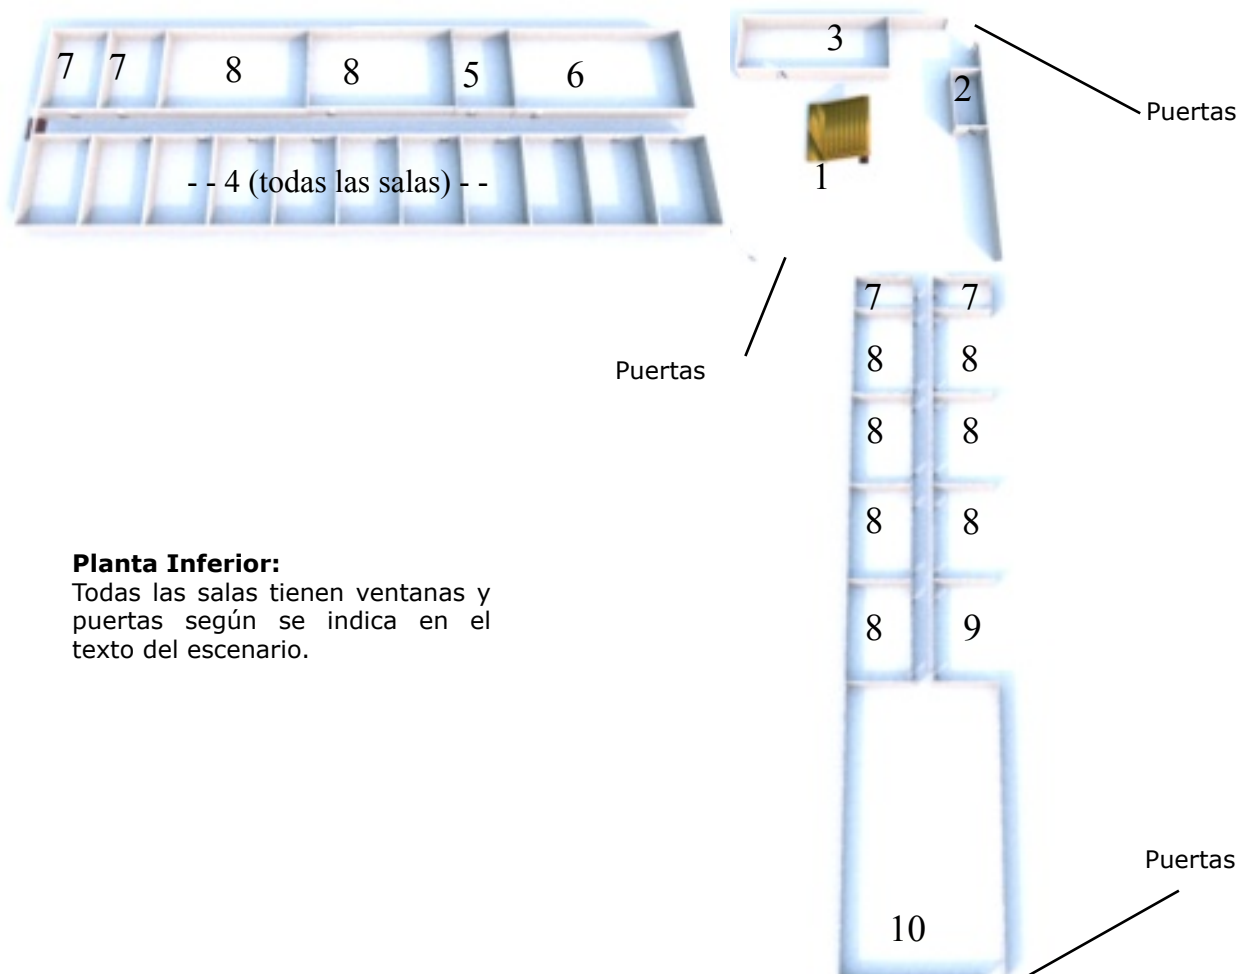 3
7 7 8 8 5 6
2
Puertas
- - 4 (todas las salas) - -
1
7 7
8 8
Puertas
8 8
8 8
Planta Inferior:
Todas las salas tienen ventanas y
puertas según se indica en el
texto del escenario.
8 9
Puertas
10